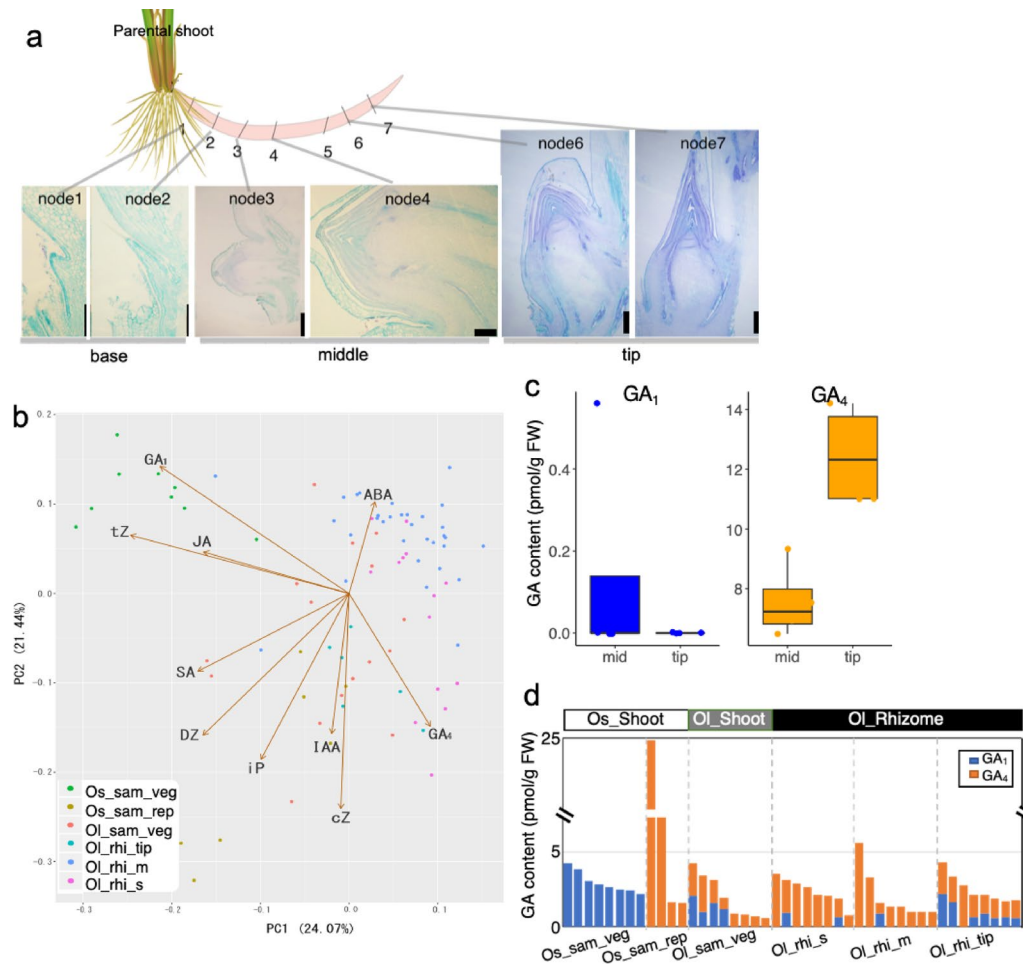 a
Parental shoot
1
2
3
4
5
6
7
node1
node2
node3
node4
node6
node7
base
middle
tip
b
0.2
0.1
0.0
-0.1
-0.2
-0.3
PC2 (21.44%)
GA1
ABA
tZ
JA
SA
DZ
iP
IAA
cZ
GA4
Os_sam_veg
Os_sam_rep
Ol_sam_veg
Ol_rhi_tip
Ol_rhi_m
Ol_rhi_s
-0.3
-0.2
-0.1
0.0
0.1
PC1 (24.07%)
c
GA1
GA4
GA content (pmol/g FW)
0.4
0.2
0.0
mid
tip
14
12
10
8
mid
tip
d
Os_Shoot
Ol_Shoot
Ol_Rhizome
GA content (pmol/g FW)
25
5
0
GA1
GA4
Os_sam_veg
Os_sam_rep
Ol_sam_veg
Ol_rhi_s
Ol_rhi_m
Ol_rhi_tip